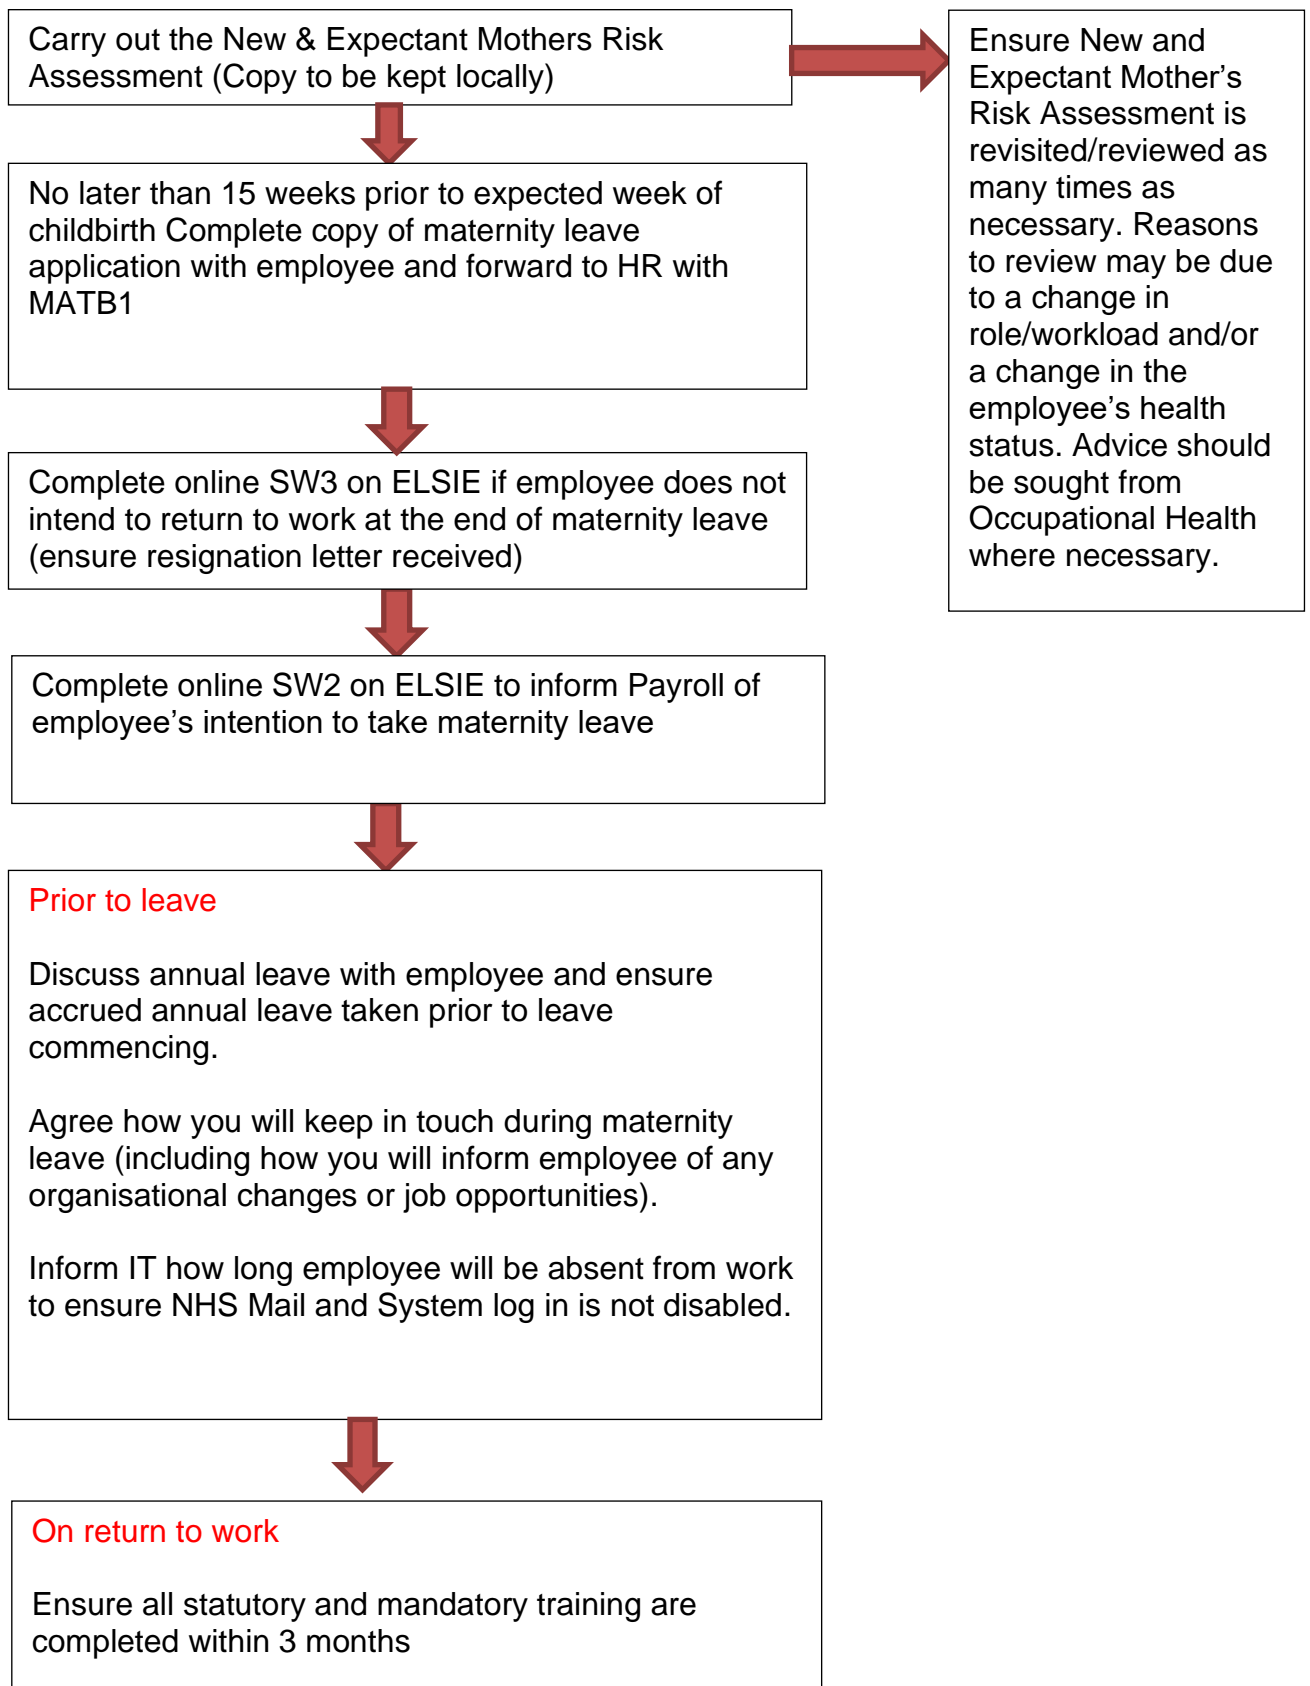 Carry out the New & Expectant Mothers Risk
Assessment (Copy to be kept locally)
Ensure New and
Expectant Mother’s
Risk Assessment is
revisited/reviewed as
many times as
necessary. Reasons
to review may be due
to a change in
role/workload and/or
a change in the
employee’s health
status. Advice should
be sought from
Occupational Health
where necessary.
No later than 15 weeks prior to expected week of
childbirth Complete copy of maternity leave
application with employee and forward to HR with
MATB1
Complete online SW3 on ELSIE if employee does not
intend to return to work at the end of maternity leave
(ensure resignation letter received)
Complete online SW2 on ELSIE to inform Payroll of
employee’s intention to take maternity leave
Prior to leave
Discuss annual leave with employee and ensure
accrued annual leave taken prior to leave
commencing.
Agree how you will keep in touch during maternity
leave (including how you will inform employee of any
organisational changes or job opportunities).
Inform IT how long employee will be absent from work
to ensure NHS Mail and System log in is not disabled.
On return to work
Ensure all statutory and mandatory training are
completed within 3 months